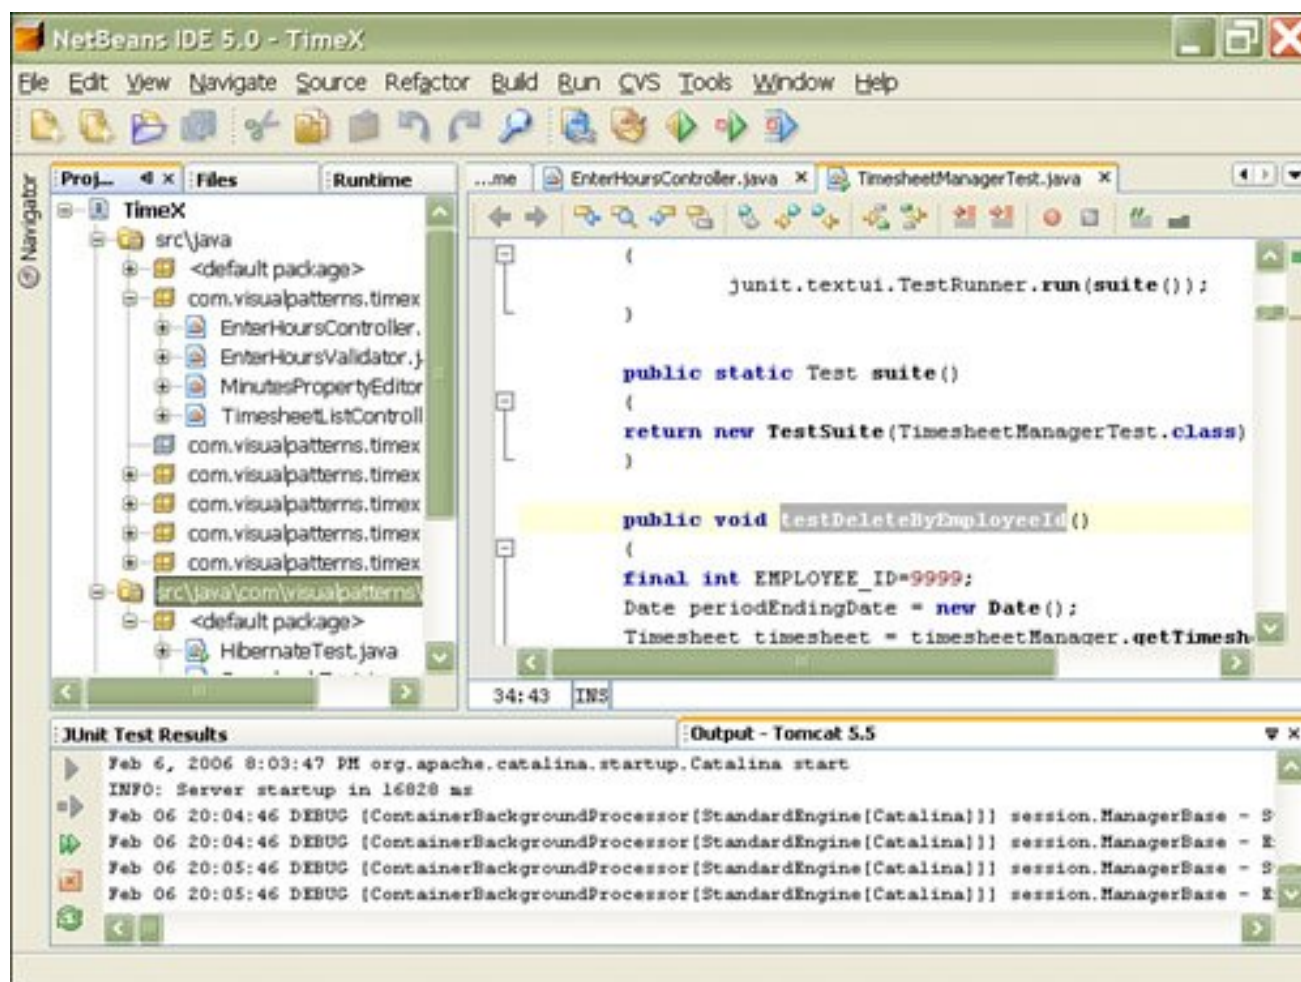 NetBeans IDE 5.0 - TimeX
File Edit View Navigate Source Refactor Build Run CVS Tools Window Help
Navigator
Proj... Files Runtime
TimeX
src\java
<default package>
com.visualpatterns.timex
EnterHoursController.
EnterHoursValidator.j
MinutesPropertyEditor
TimesheetListControll
com.visualpatterns.timex
com.visualpatterns.timex
com.visualpatterns.timex
com.visualpatterns.timex
com.visualpatterns.timex
src\java\com\visualpatterns\
<default package>
HibernateTest.java
...me EnterHoursController.java TimesheetManagerTest.java
{
junit.textui.TestRunner.run(suite());
}
public static Test suite()
{
return new TestSuite(TimesheetManagerTest.class)
}
public void testDeleteByEmployeeId()
{
final int EMPLOYEE_ID=9999;
Date periodEndingDate = new Date();
Timesheet timesheet = timesheetManager.getTimesh
34:43 INS
JUnit Test Results Output - Tomcat 5.5
Feb 6, 2006 8:03:47 PM org.apache.catalina.startup.Catalina start
INFO: Server startup in 16828 ms
Feb 06 20:04:46 DEBUG [ContainerBackgroundProcessor[StandardEngine[Catalina]]] session.ManagerBase - S
Feb 06 20:04:46 DEBUG [ContainerBackgroundProcessor[StandardEngine[Catalina]]] session.ManagerBase - E
Feb 06 20:05:46 DEBUG [ContainerBackgroundProcessor[StandardEngine[Catalina]]] session.ManagerBase - S
Feb 06 20:05:46 DEBUG [ContainerBackgroundProcessor[StandardEngine[Catalina]]] session.ManagerBase - E